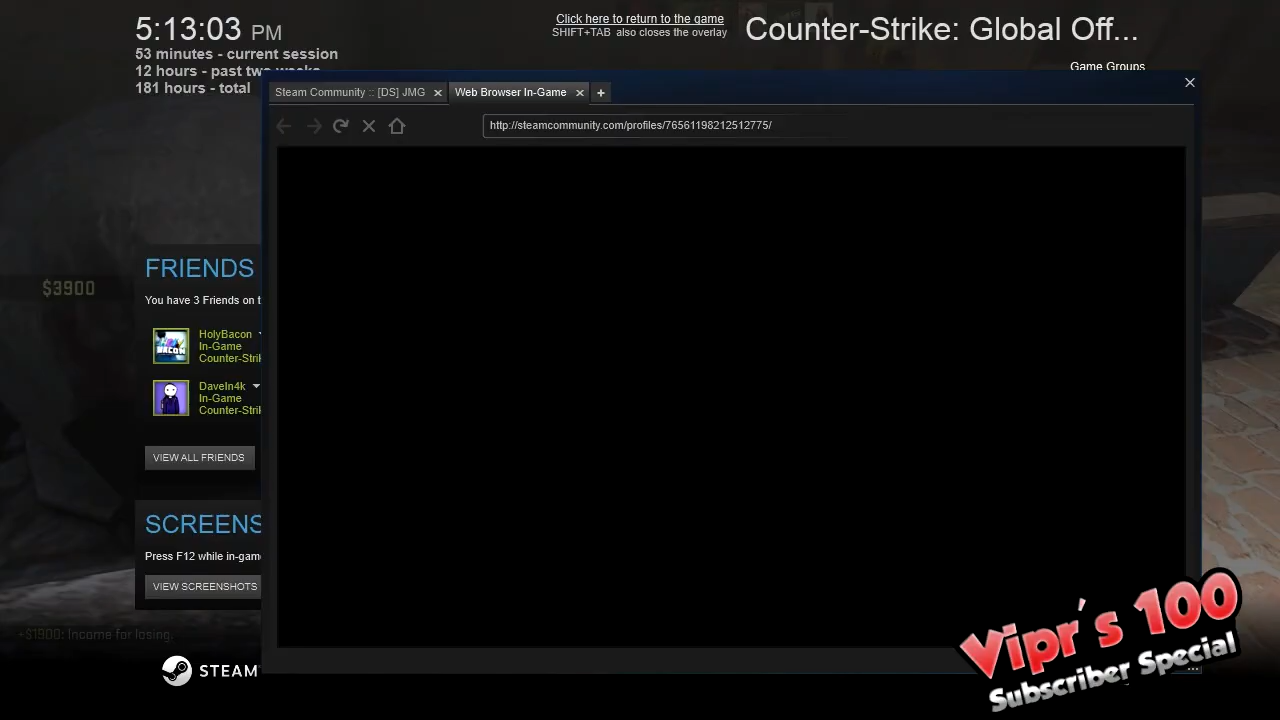 5:13:03 PM
53 minutes - current session
12 hours - past two weeks
181 hours - total
Click here to return to the game
SHIFT+TAB also closes the overlay
Counter-Strike: Global Off...
Game Groups
Steam Community :: [DS] JMG
Web Browser In-Game
http://steamcommunity.com/profiles/76561198212512775/
$3900
FRIENDS
You have 3 Friends on t
HolyBacon
In-Game
Counter-Strik
DaveIn4k
In-Game
Counter-Strik
VIEW ALL FRIENDS
SCREENS
Press F12 while in-gam
VIEW SCREENSHOTS
+$1900: Income for losing.
STEAM
Vipr's 100
Subscriber Special